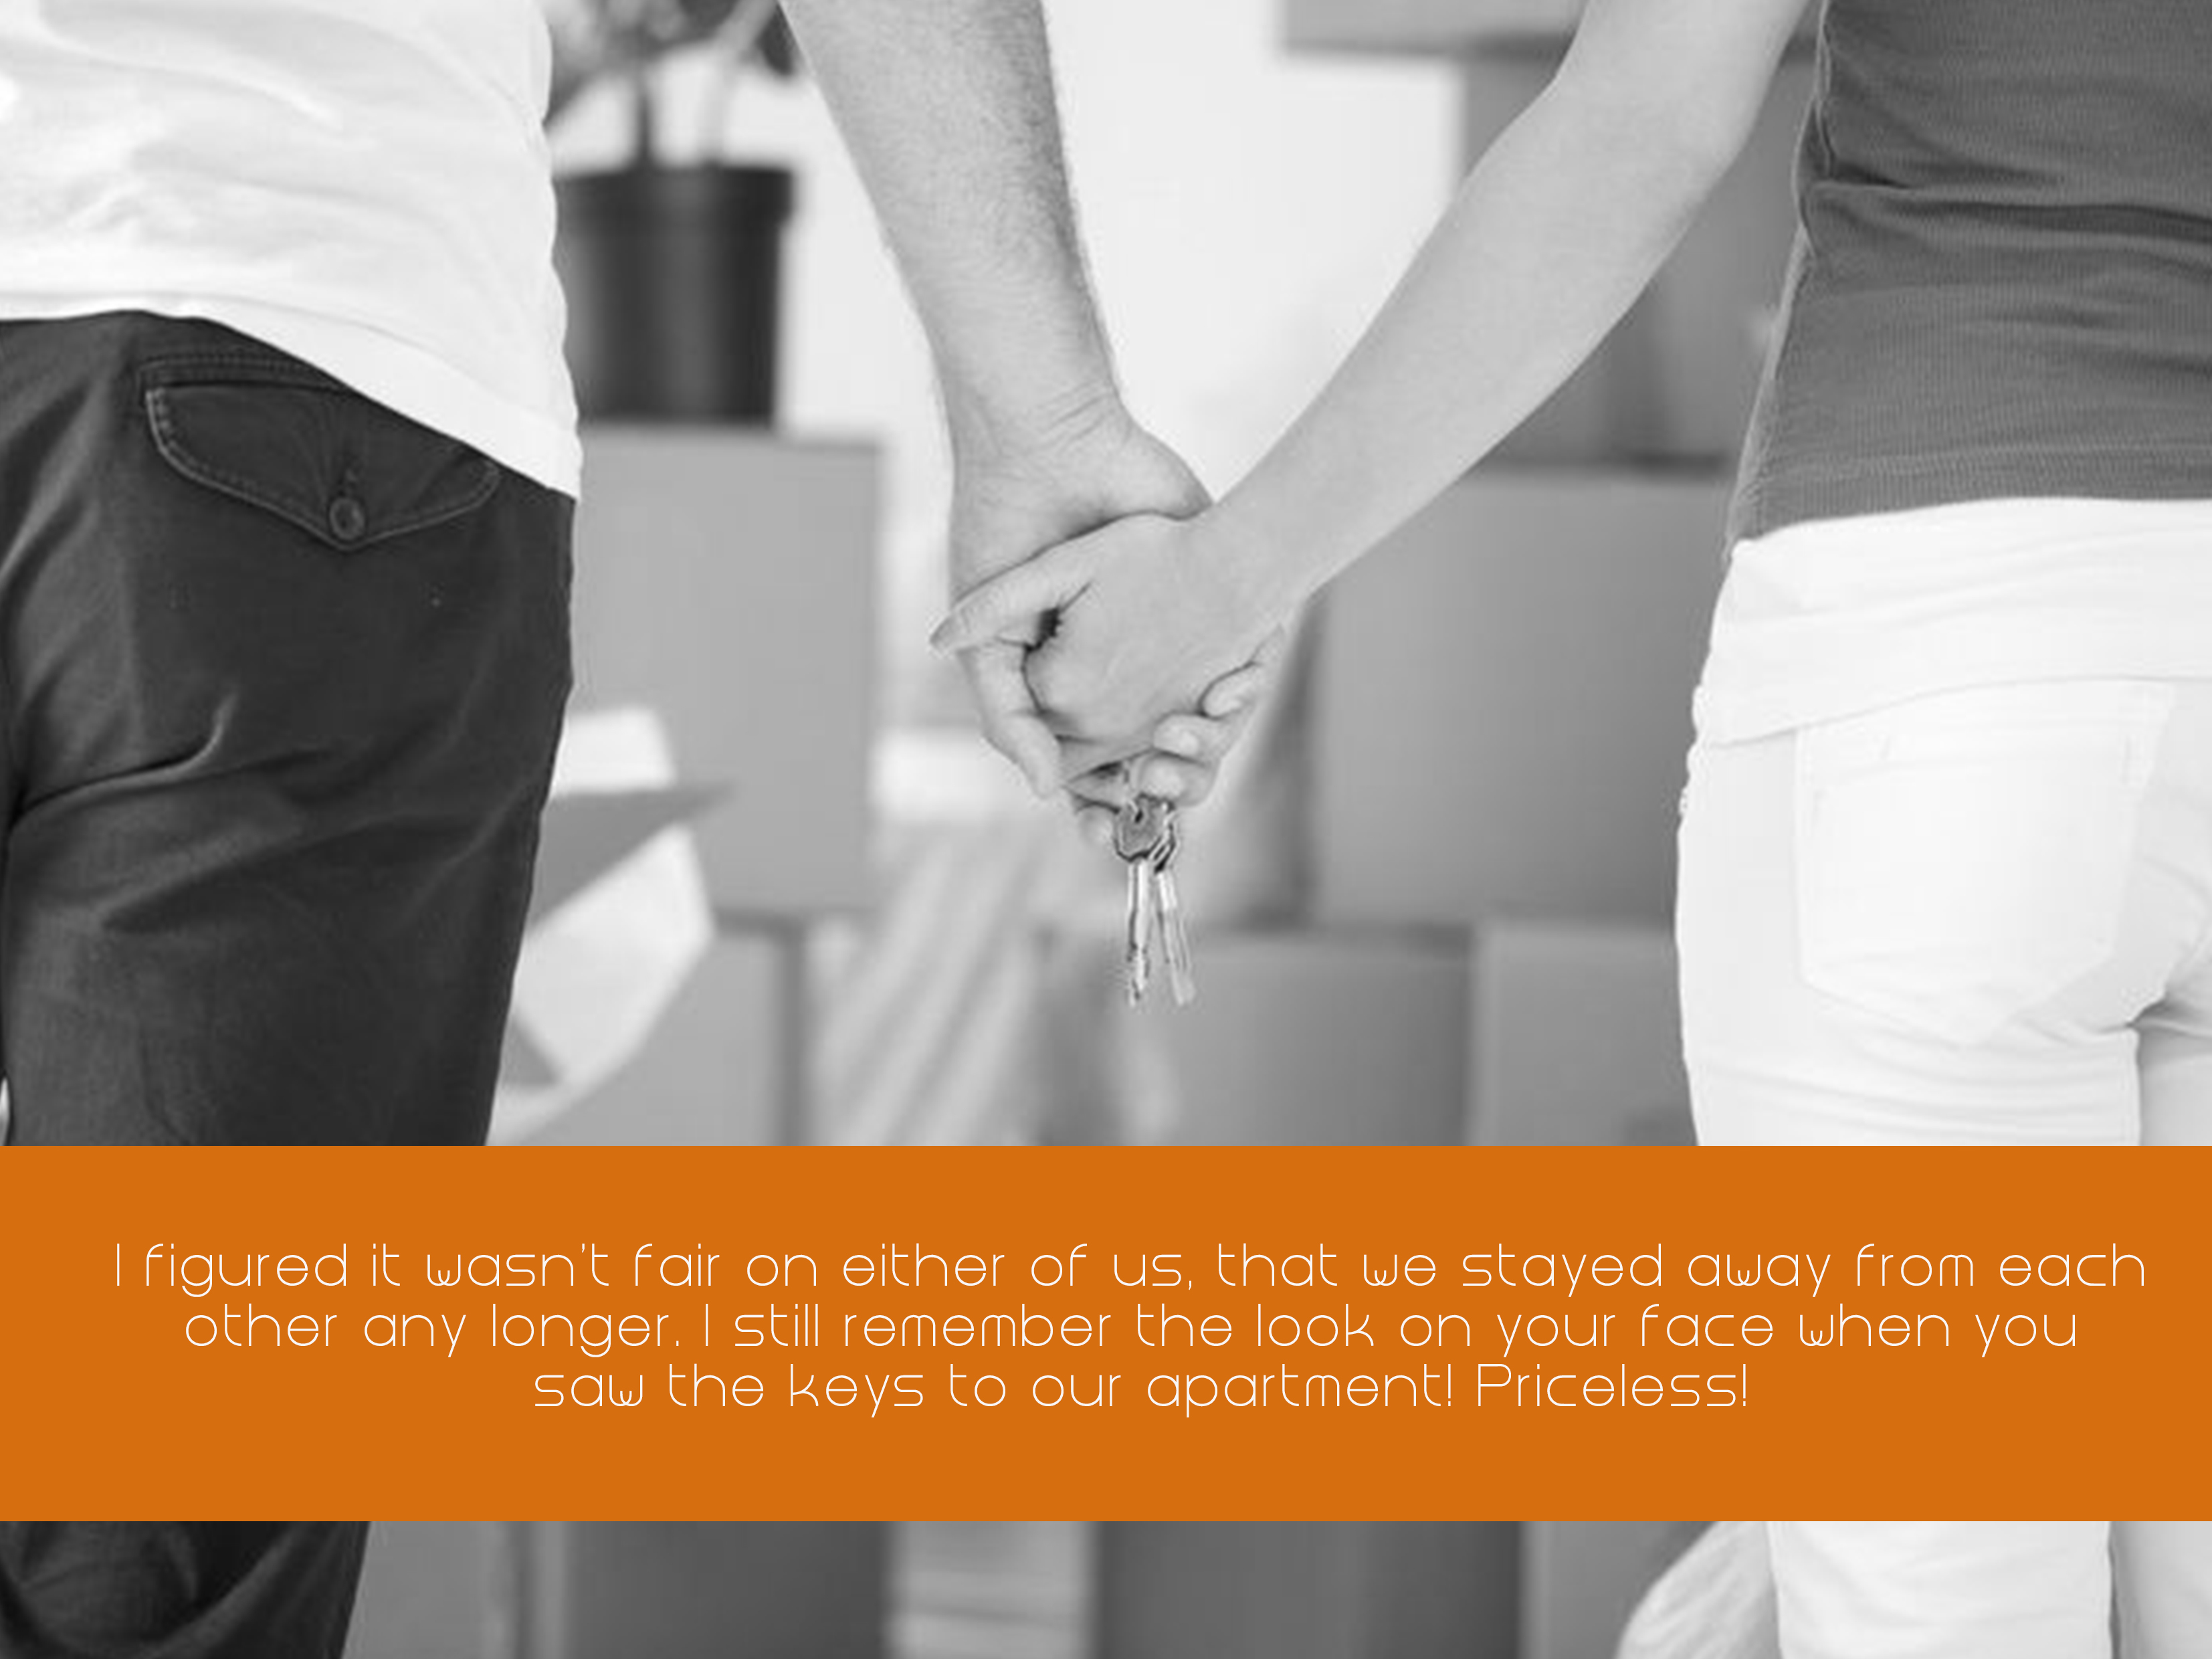 I figured it wasn't fair on either of us, that we stayed away from each
other any longer. I still remember the look on your face when you
saw the keys to our apartment! Priceless!